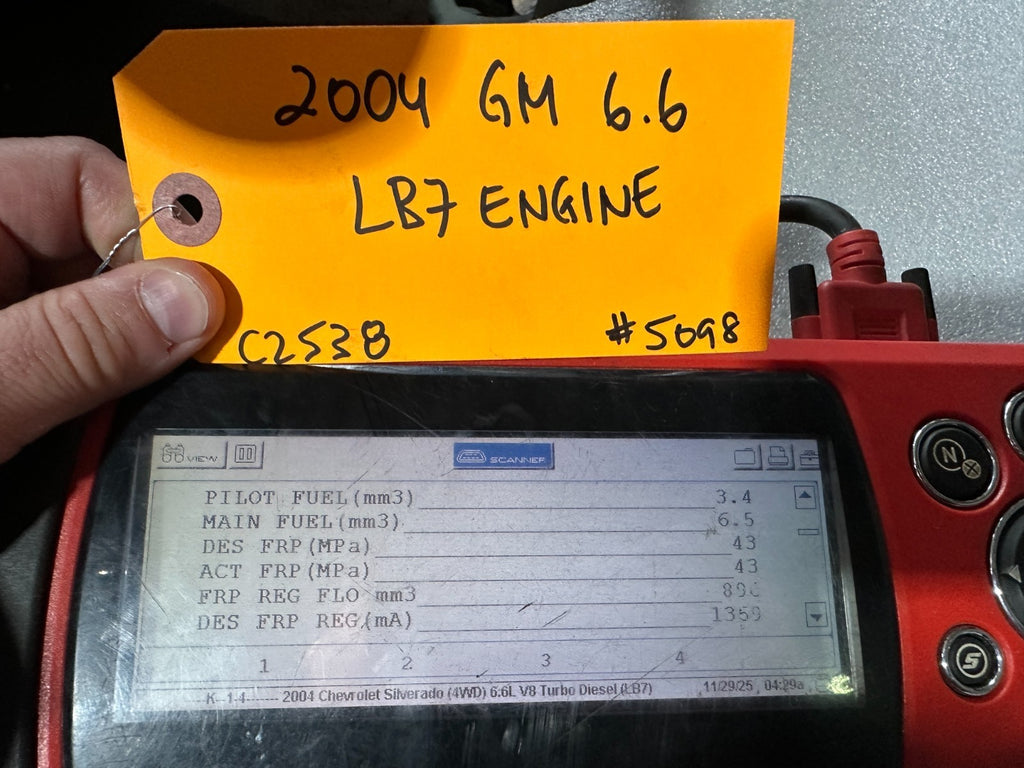 2004 GM 6.6
LB7 ENGINE
C2538 #5098
VIEW SCANNER
PILOT FUEL(mm3) 3.4
MAIN FUEL(mm3) 6.5
DES FRP(MPa) 43
ACT FRP(MPa) 43
FRP REG FLO mm3
DES FRP REG(mA) 1359
1 2 3 4
2004 Chevrolet Silverado (4WD) 6.6L V8 Turbo Diesel (LB7) 11/29/25 , 04:29a
N
S